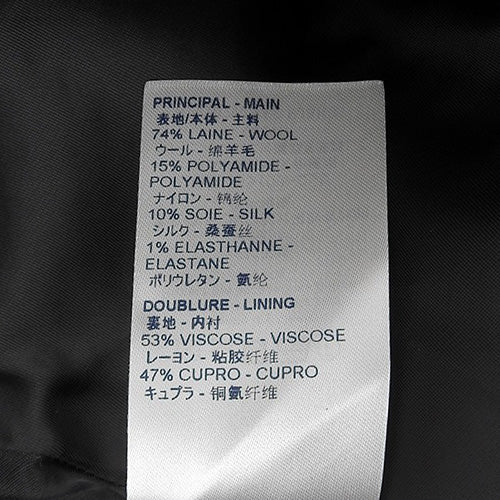 PRINCIPAL - MAIN
表地/本体 - 主料
74% LAINE - WOOL
ウール - 绵羊毛
15% POLYAMIDE -
POLYAMIDE
ナイロン - 锦纶
10% SOIE - SILK
シルク - 桑蚕丝
1% ELASTHANNE -
ELASTANE
ポリウレタン - 氨纶
DOUBLURE - LINING
裏地 - 内衬
53% VISCOSE - VISCOSE
レーヨン - 粘胶纤维
47% CUPRO - CUPRO
キュプラ - 铜氨纤维